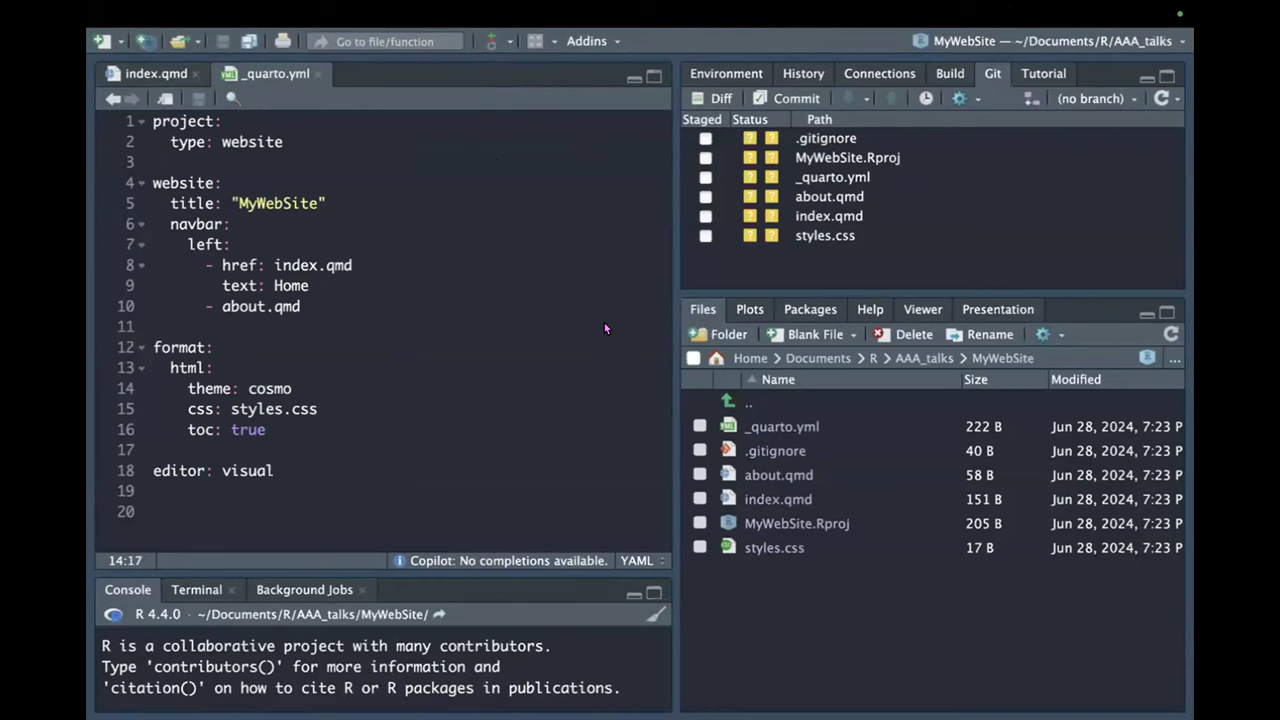 Go to file/function
Addins
MyWebSite — ~/Documents/R/AAA_talks
index.qmd
_quarto.yml
1 project:
2 type: website
3
4 website:
5 title: "MyWebSite"
6 navbar:
7 left:
8 - href: index.qmd
9 text: Home
10 - about.qmd
11
12 format:
13 html:
14 theme: cosmo
15 css: styles.css
16 toc: true
17
18 editor: visual
19
20
14:17
Copilot: No completions available.
YAML
Console
Terminal
Background Jobs
R 4.4.0 · ~/Documents/R/AAA_talks/MyWebSite/
R is a collaborative project with many contributors.
Type 'contributors()' for more information and
'citation()' on how to cite R or R packages in publications.
Environment
History
Connections
Build
Git
Tutorial
Diff
Commit
(no branch)
Staged Status Path
? ? .gitignore
? ? MyWebSite.Rproj
? ? _quarto.yml
? ? about.qmd
? ? index.qmd
? ? styles.css
Files
Plots
Packages
Help
Viewer
Presentation
Folder
Blank File
Delete
Rename
Home > Documents > R > AAA_talks > MyWebSite
...
Name Size Modified
..
_quarto.yml 222 B Jun 28, 2024, 7:23 P
.gitignore 40 B Jun 28, 2024, 7:23 P
about.qmd 58 B Jun 28, 2024, 7:23 P
index.qmd 151 B Jun 28, 2024, 7:23 P
MyWebSite.Rproj 205 B Jun 28, 2024, 7:23 P
styles.css 17 B Jun 28, 2024, 7:23 P